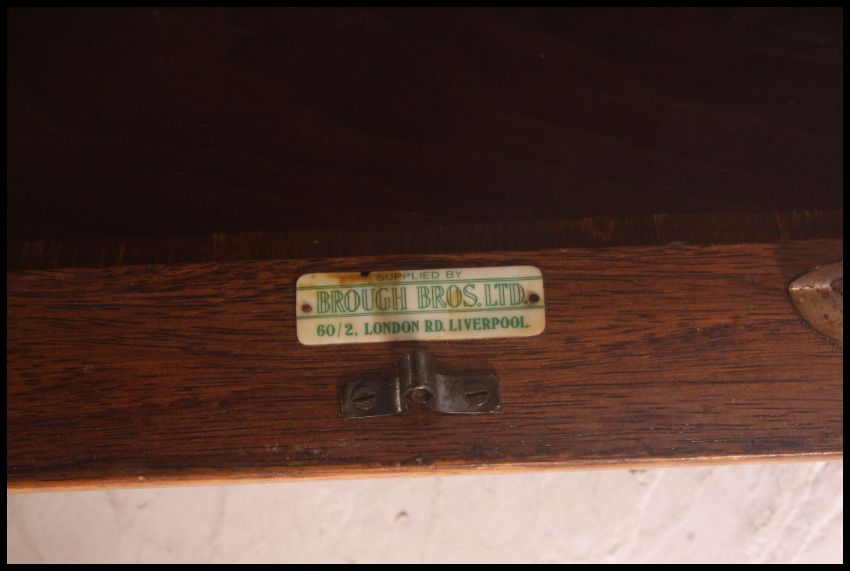 SUPPLIED BY
BROUGH BROS. LTD.
60/2, LONDON RD. LIVERPOOL.